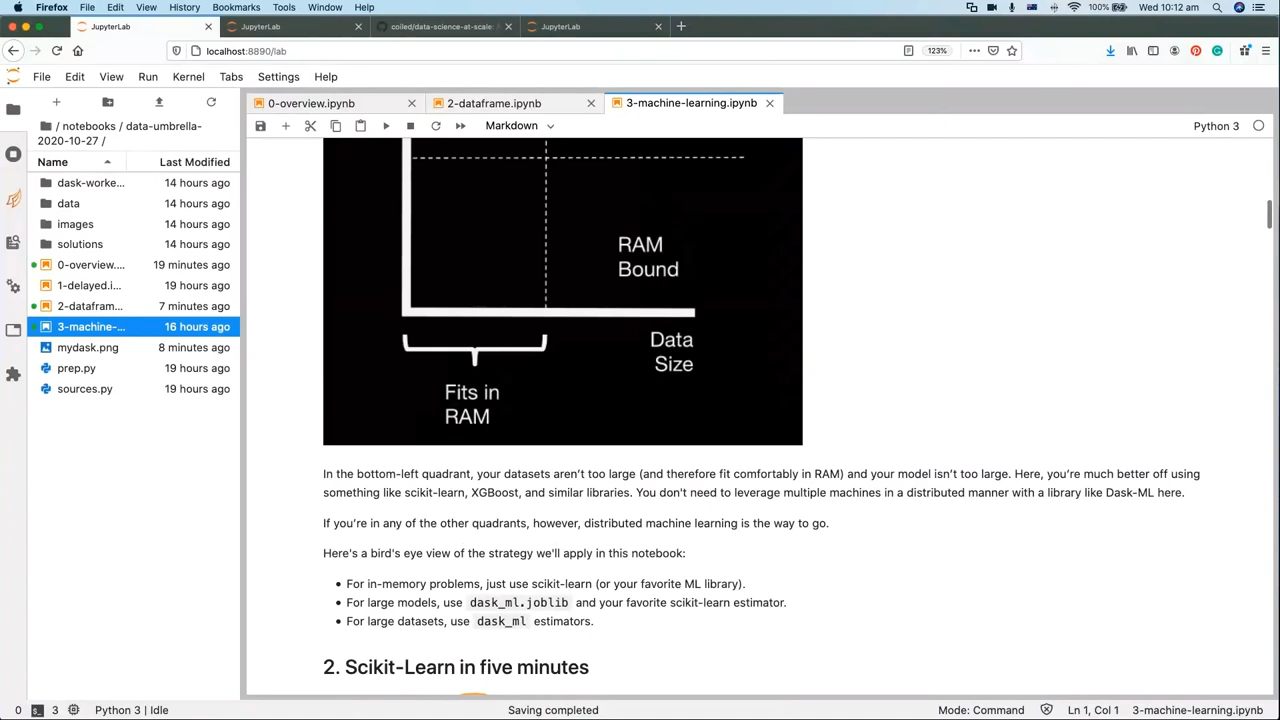 Firefox File Edit View History Bookmarks Tools Window Help 100% Wed 10:12 am
JupyterLab JupyterLab coiled/data-science-at-scale: JupyterLab
localhost:8890/lab 123%
File Edit View Run Kernel Tabs Settings Help
0-overview.ipynb 2-dataframe.ipynb 3-machine-learning.ipynb
Markdown Python 3
/ notebooks / data-umbrella-
2020-10-27 /
Name Last Modified
dask-worke... 14 hours ago
data 14 hours ago
images 14 hours ago
solutions 14 hours ago
0-overview.... 19 minutes ago
1-delayed.i... 19 hours ago
2-datafram... 7 minutes ago
3-machine-... 16 hours ago
mydask.png 8 minutes ago
prep.py 19 hours ago
sources.py 19 hours ago
RAM
Bound
Data
Size
Fits in
RAM
In the bottom-left quadrant, your datasets aren't too large (and therefore fit comfortably in RAM) and your model isn't too large. Here, you're much better off using
something like scikit-learn, XGBoost, and similar libraries. You don't need to leverage multiple machines in a distributed manner with a library like Dask-ML here.
If you're in any of the other quadrants, however, distributed machine learning is the way to go.
Here's a bird's eye view of the strategy we'll apply in this notebook:
• For in-memory problems, just use scikit-learn (or your favorite ML library).
• For large models, use dask_ml.joblib and your favorite scikit-learn estimator.
• For large datasets, use dask_ml estimators.
2. Scikit-Learn in five minutes
0 3 Python 3 | Idle Saving completed Mode: Command Ln 1, Col 1 3-machine-learning.ipynb